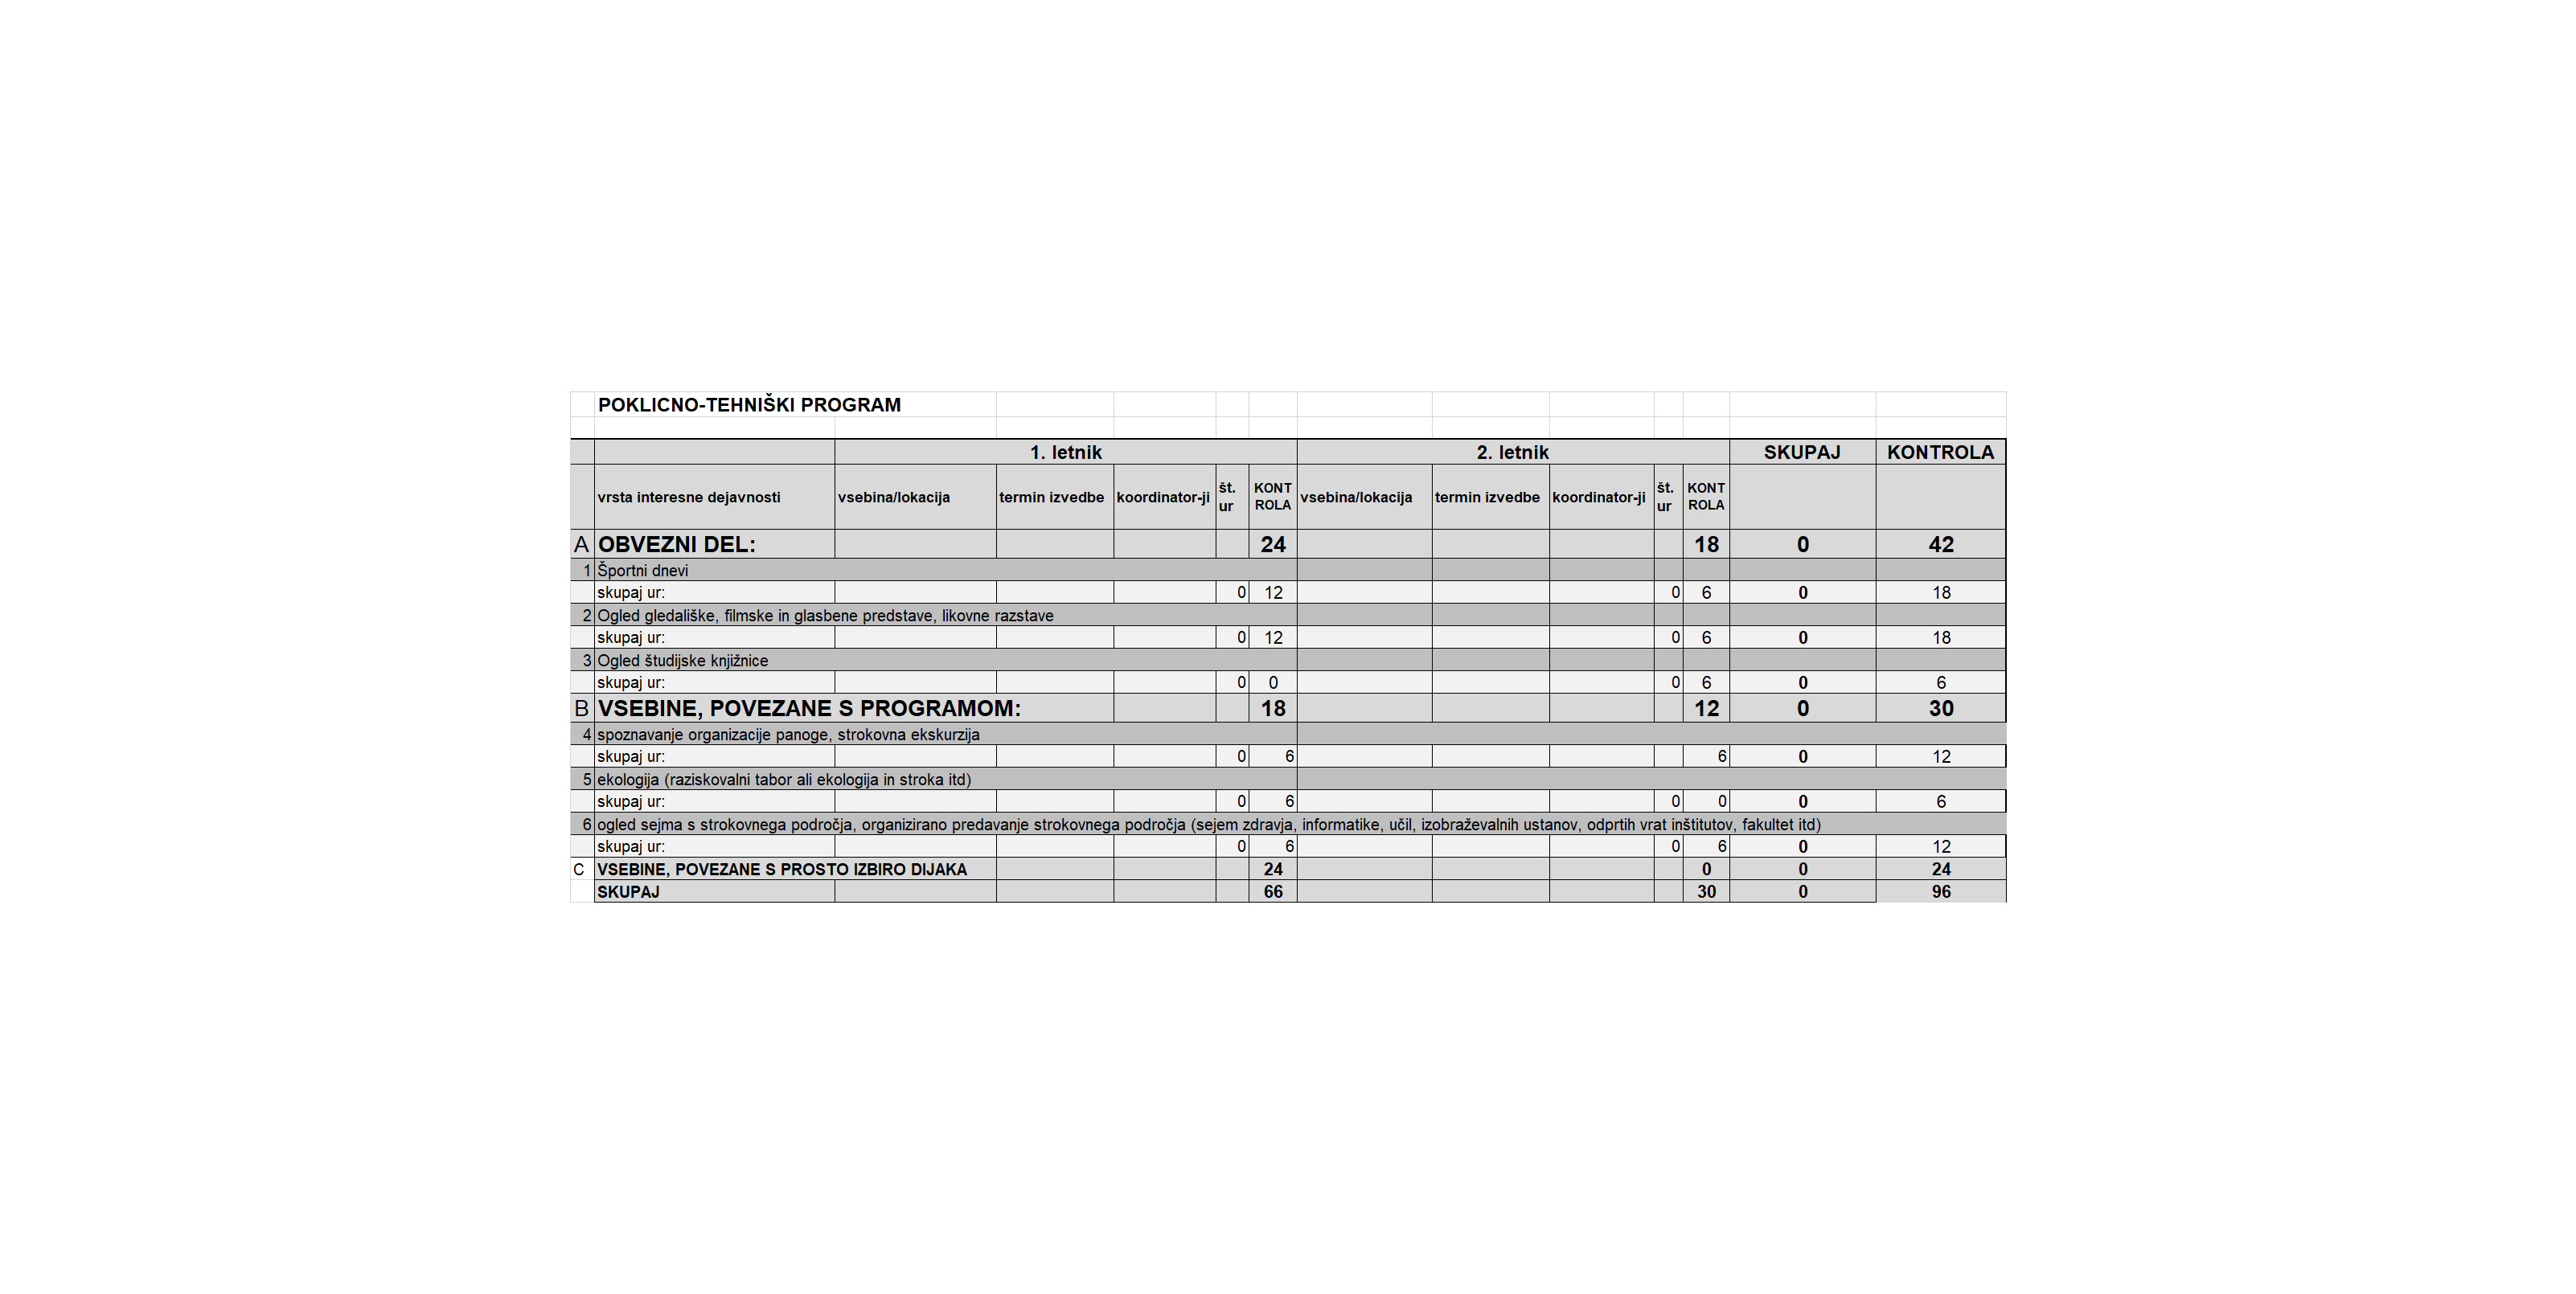 POKLICNO-TEHNIŠKI PROGRAM
1. letnik 2. letnik SKUPAJ KONTROLA
vrsta interesne dejavnosti vsebina/lokacija termin izvedbe koordinator-ji št. ur KONT ROLA vsebina/lokacija termin izvedbe koordinator-ji št. ur KONT ROLA
A OBVEZNI DEL: 24 18 0 42
1 Športni dnevi
skupaj ur: 0 12 0 6 0 18
2 Ogled gledališke, filmske in glasbene predstave, likovne razstave
skupaj ur: 0 12 0 6 0 18
3 Ogled študijske knjižnice
skupaj ur: 0 0 0 6 0 6
B VSEBINE, POVEZANE S PROGRAMOM: 18 12 0 30
4 spoznavanje organizacije panoge, strokovna ekskurzija
skupaj ur: 0 6 6 0 12
5 ekologija (raziskovalni tabor ali ekologija in stroka itd)
skupaj ur: 0 6 0 0 0 6
6 ogled sejma s strokovnega področja, organizirano predavanje strokovnega področja (sejem zdravja, informatike, učil, izobraževalnih ustanov, odprtih vrat inštitutov, fakultet itd)
skupaj ur: 0 6 0 6 0 12
C VSEBINE, POVEZANE S PROSTO IZBIRO DIJAKA 24 0 0 24
SKUPAJ 66 30 0 96